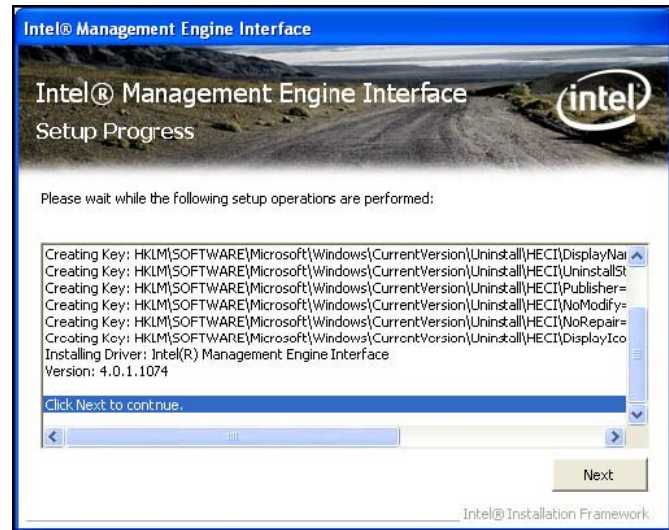 Intel® Management Engine Interface
Intel® Management Engine Interface
intel
Setup Progress
Please wait while the following setup operations are performed:
Creating Key: HKLM\SOFTWARE\Microsoft\Windows\CurrentVersion\Uninstall\HECI\DisplayNa
Creating Key: HKLM\SOFTWARE\Microsoft\Windows\CurrentVersion\Uninstall\HECI\UninstallSt
Creating Key: HKLM\SOFTWARE\Microsoft\Windows\CurrentVersion\Uninstall\HECI\Publisher=
Creating Key: HKLM\SOFTWARE\Microsoft\Windows\CurrentVersion\Uninstall\HECI\NoModify=
Creating Key: HKLM\SOFTWARE\Microsoft\Windows\CurrentVersion\Uninstall\HECI\NoRepair=
Creating Key: HKLM\SOFTWARE\Microsoft\Windows\CurrentVersion\Uninstall\HECI\DisplayIco
Installing Driver: Intel(R) Management Engine Interface
Version: 4.0.1.1074
Click Next to continue.
Next
Intel® Installation Framework